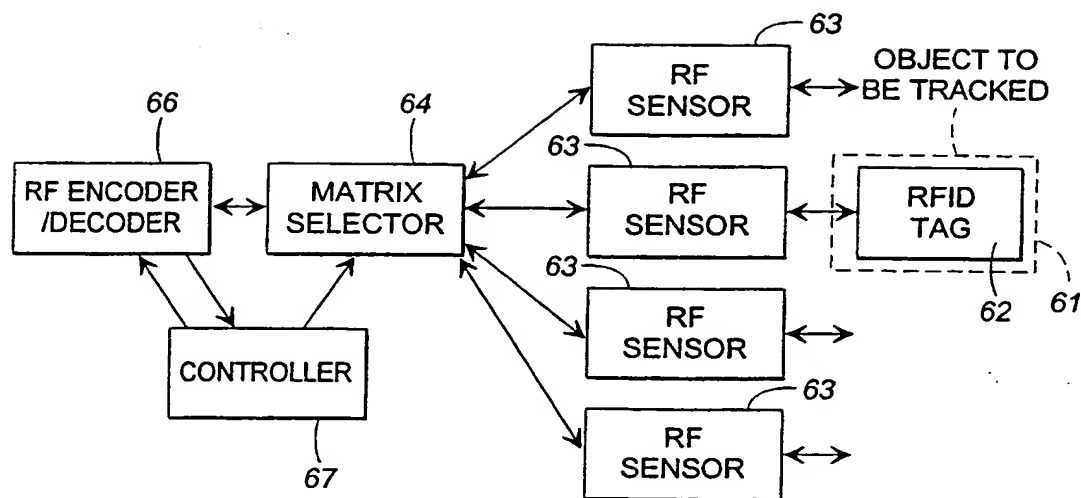 63
OBJECT TO
BE TRACKED
RF
SENSOR
66
64
63
RF ENCODER
/DECODER
MATRIX
SELECTOR
RF
SENSOR
RFID
TAG
63
62
61
RF
SENSOR
CONTROLLER
63
67
RF
SENSOR